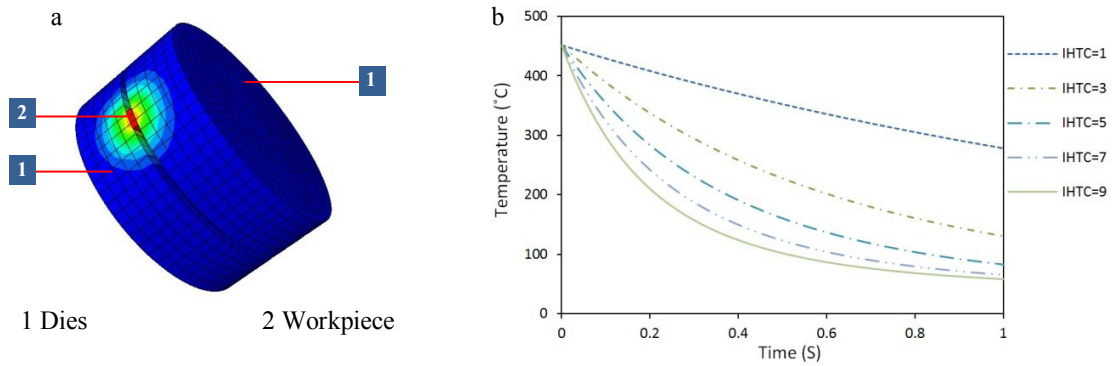 a
1
2
1
1 Dies
2 Workpiece
b
Temperature (˚C)
500
400
300
200
100
0
0
0.2
0.4
0.6
0.8
1
Time (S)
IHTC=1
IHTC=3
IHTC=5
IHTC=7
IHTC=9